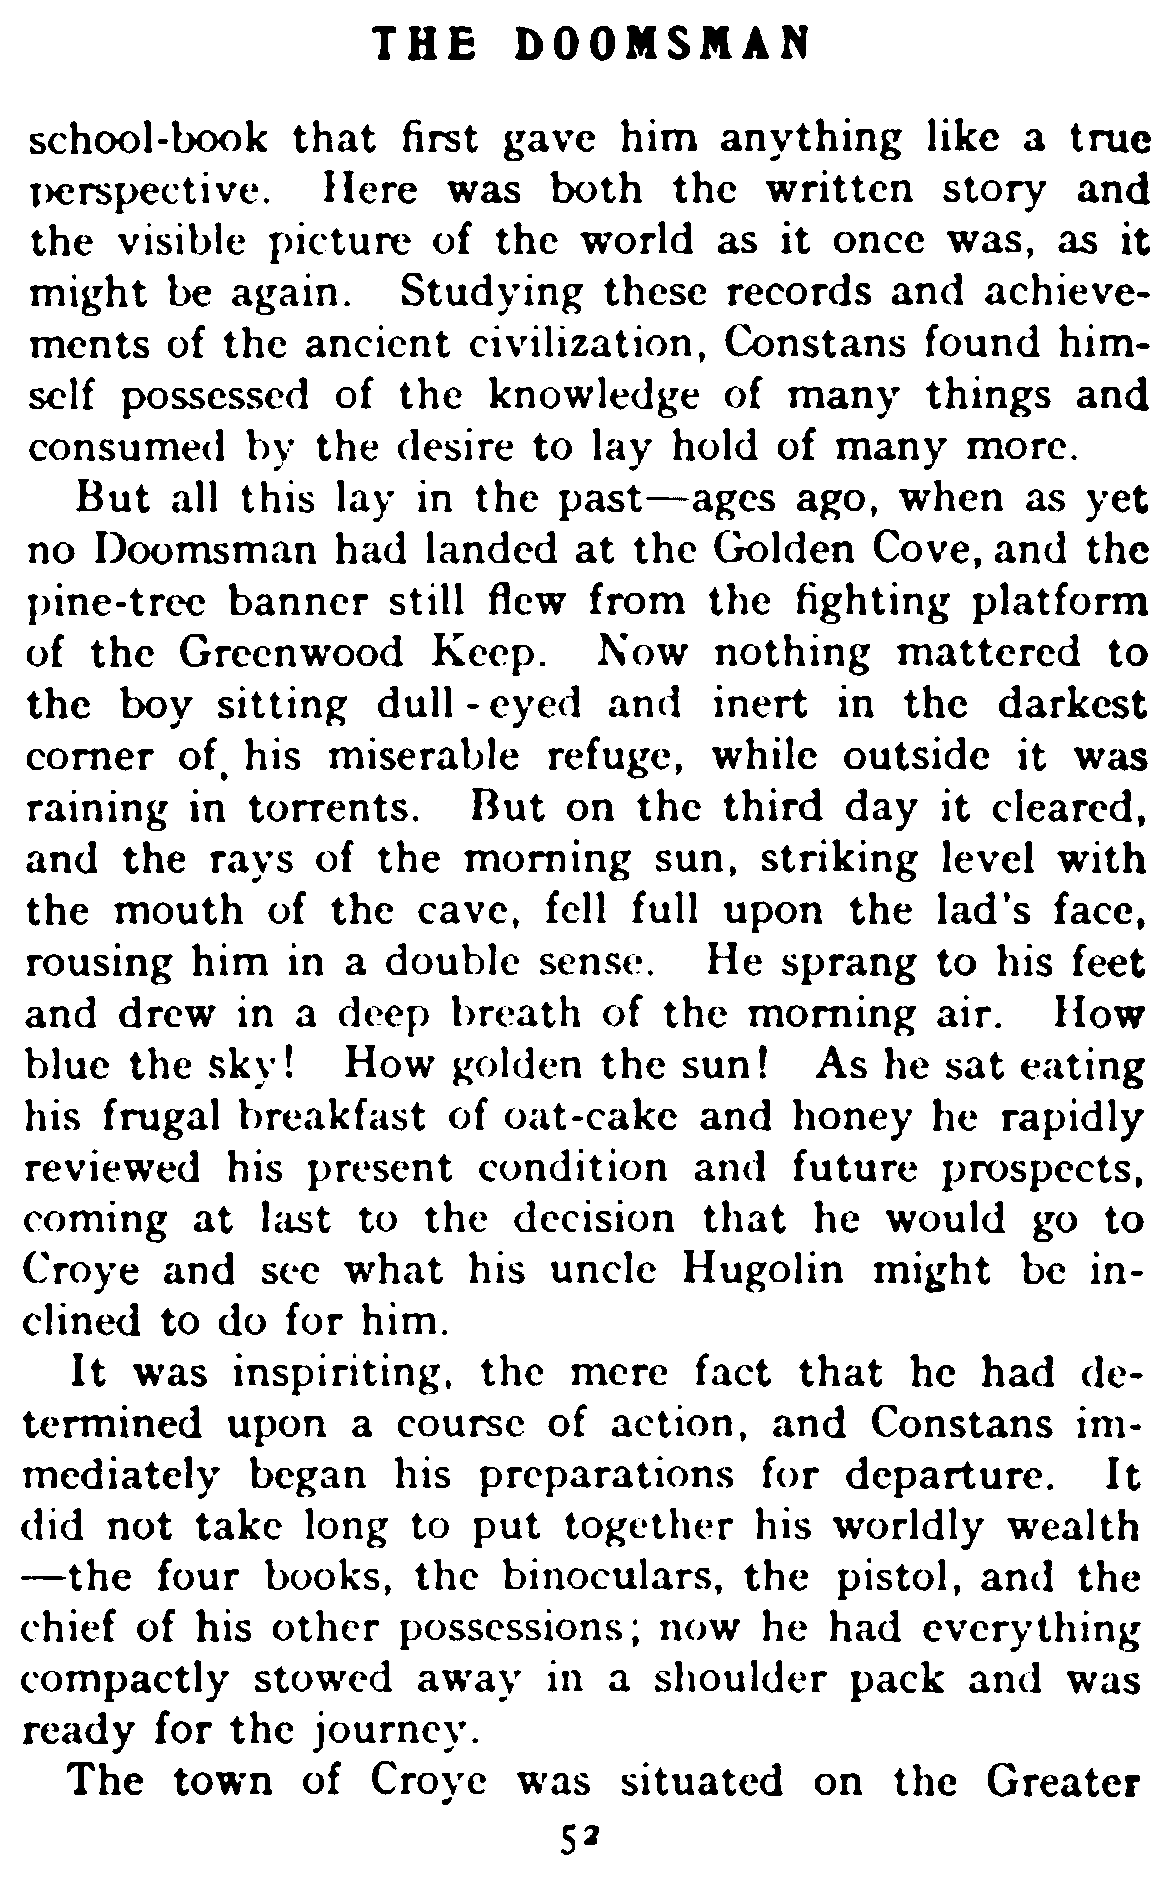 THE DOOMSMAN
school-book that first gave him anything like a true
perspective. Here was both the written story and
the visible picture of the world as it once was, as it
might be again. Studying these records and achieve-
ments of the ancient civilization, Constans found him-
self possessed of the knowledge of many things and
consumed by the desire to lay hold of many more.
But all this lay in the past—ages ago, when as yet
no Doomsman had landed at the Golden Cove, and the
pine-tree banner still flew from the fighting platform
of the Greenwood Keep. Now nothing mattered to
the boy sitting dull-eyed and inert in the darkest
corner of, his miserable refuge, while outside it was
raining in torrents. But on the third day it cleared,
and the rays of the morning sun, striking level with
the mouth of the cave, fell full upon the lad's face,
rousing him in a double sense. He sprang to his feet
and drew in a deep breath of the morning air. How
blue the sky! How golden the sun! As he sat eating
his frugal breakfast of oat-cake and honey he rapidly
reviewed his present condition and future prospects,
coming at last to the decision that he would go to
Croye and see what his uncle Hugolin might be in-
clined to do for him.
It was inspiriting, the mere fact that he had de-
termined upon a course of action, and Constans im-
mediately began his preparations for departure. It
did not take long to put together his worldly wealth
—the four books, the binoculars, the pistol, and the
chief of his other possessions; now he had everything
compactly stowed away in a shoulder pack and was
ready for the journey.
The town of Croye was situated on the Greater
52